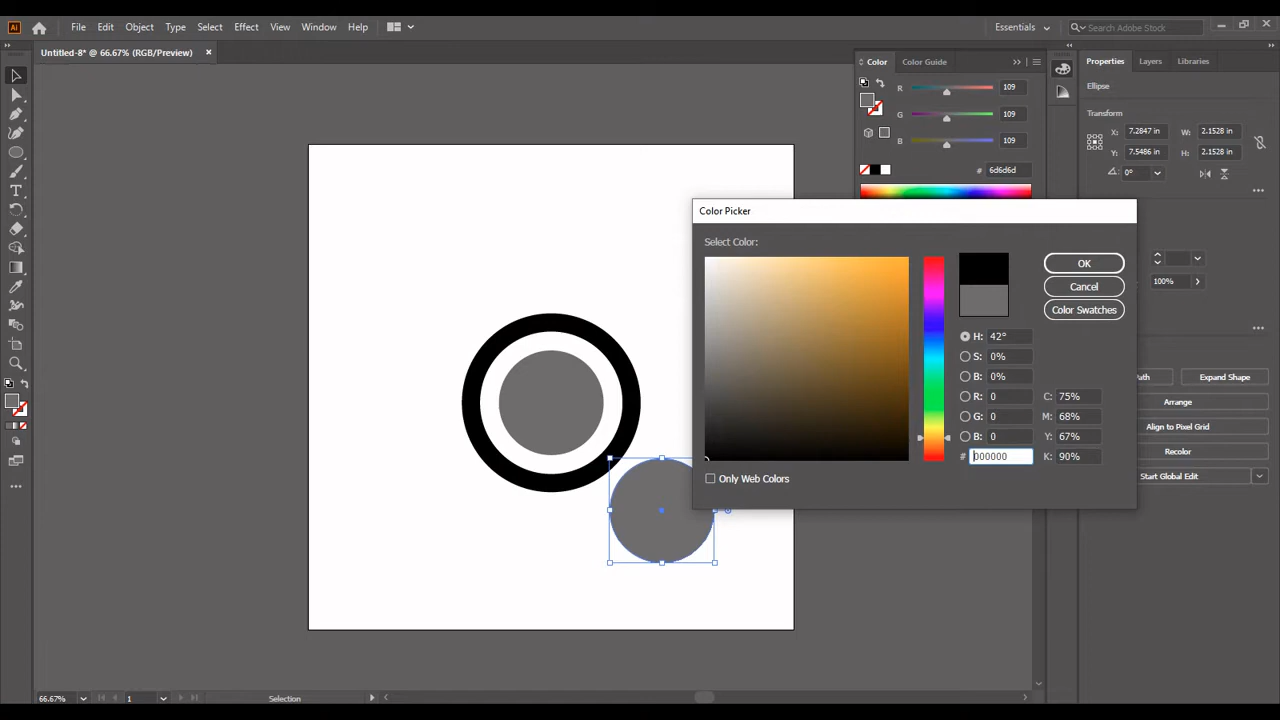 Ai File Edit Object Type Select Effect View Window Help Essentials Search Adobe Stock
Untitled-8* @ 66.67% (RGB/Preview) ×
Color Color Guide
R 109
G 109
B 109
# 6d6d6d
Properties Layers Libraries
Ellipse
Transform
X: 7.2847 in W: 2.1528 in
Y: 7.5486 in H: 2.1528 in
0°
100%
Path Expand Shape
Arrange
Align to Pixel Grid
Recolor
Start Global Edit
Color Picker
Select Color:
OK
Cancel
Color Swatches
H: 42°
S: 0%
B: 0%
R: 0 C: 75%
G: 0 M: 68%
B: 0 Y: 67%
# 000000 K: 90%
Only Web Colors
66.67% 1 Selection